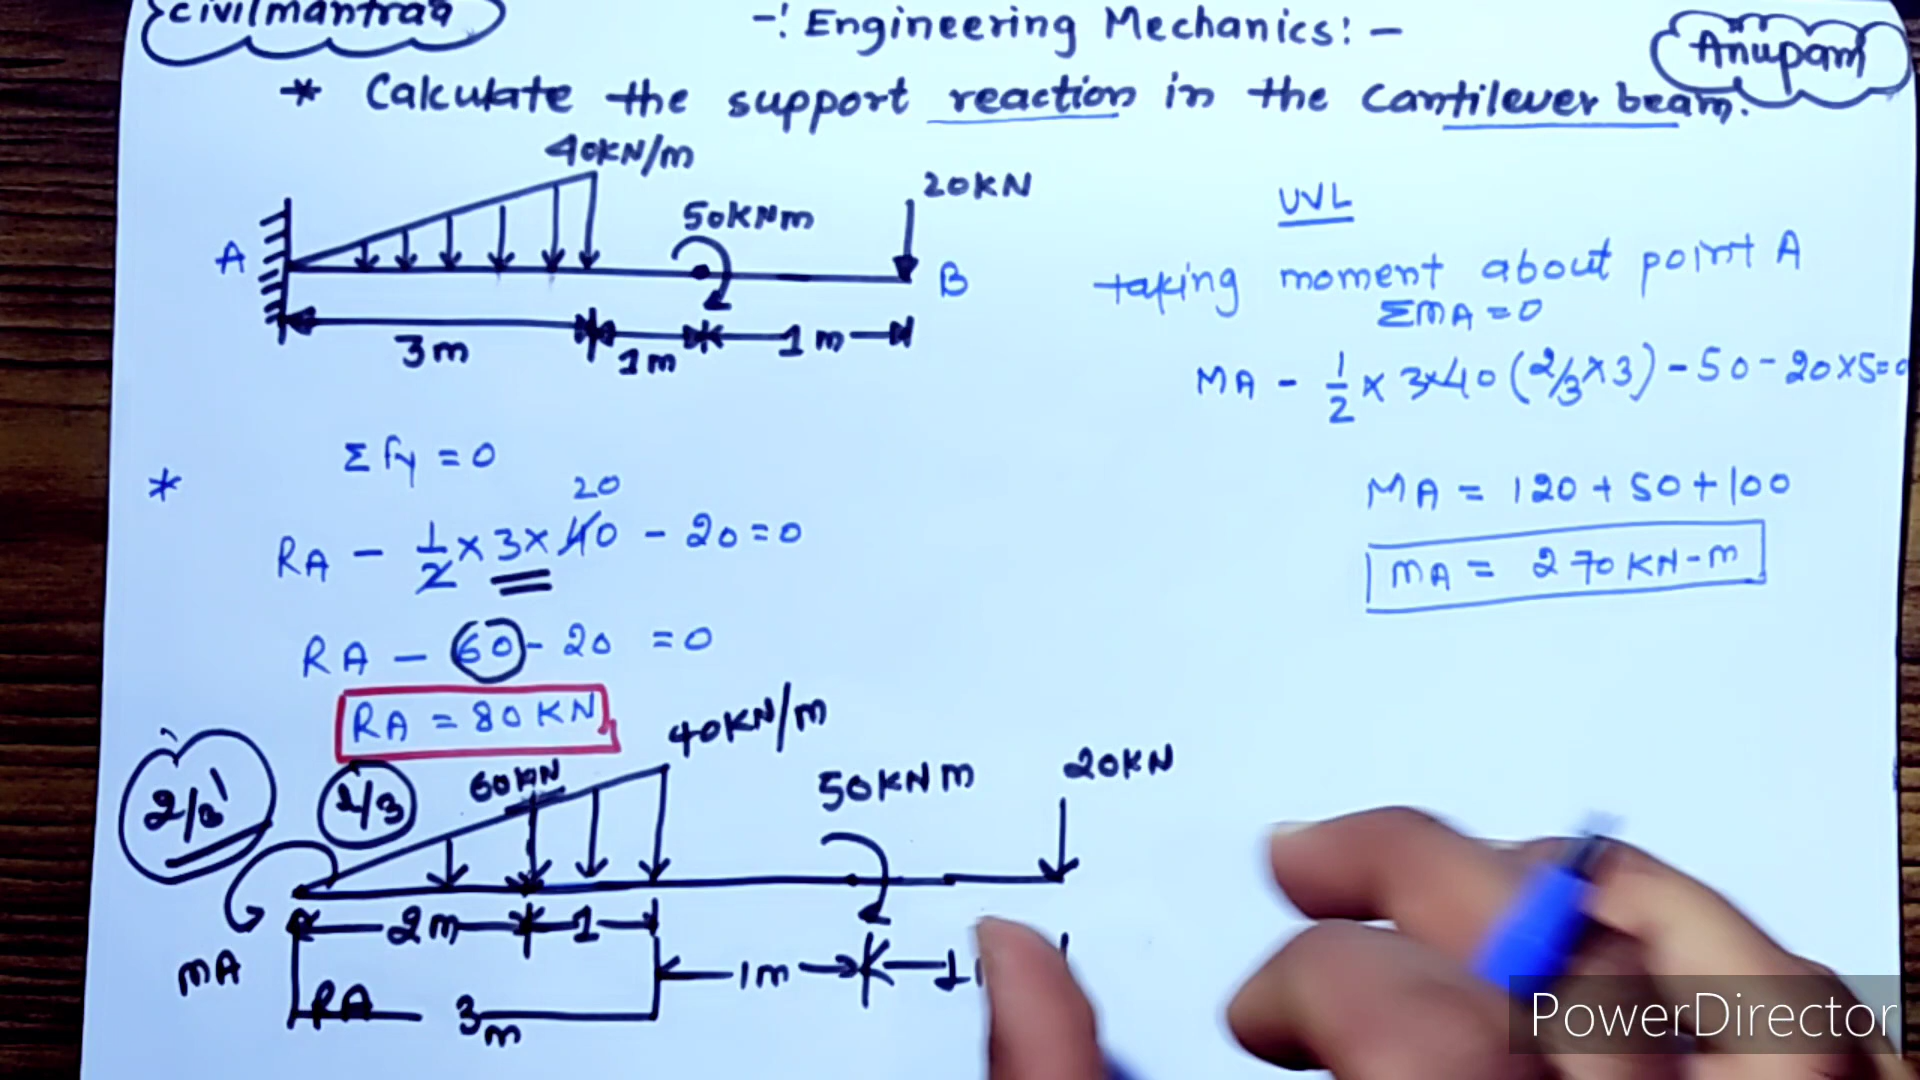 civilmantraa
-: Engineering Mechanics: -
Anupam
* Calculate the support reaction in the cantilever beam.
40KN/m
50KNm
20KN
A
B
3m
1m
1m
UVL
taking moment about point A
ΣMA = 0
MA - 1/2 × 3×40 (2/3×3) - 50 - 20×5=0
MA = 120 + 50 + 100
MA = 270 KN-m
* Σfy = 0
20
RA - 1/2 × 3× 40 - 20 = 0
RA - 60 - 20 = 0
RA = 80 KN
2/3
1/3
60KN
40KN/m
50KNm
20KN
MA
2m
1
RA
3m
1m
PowerDirector